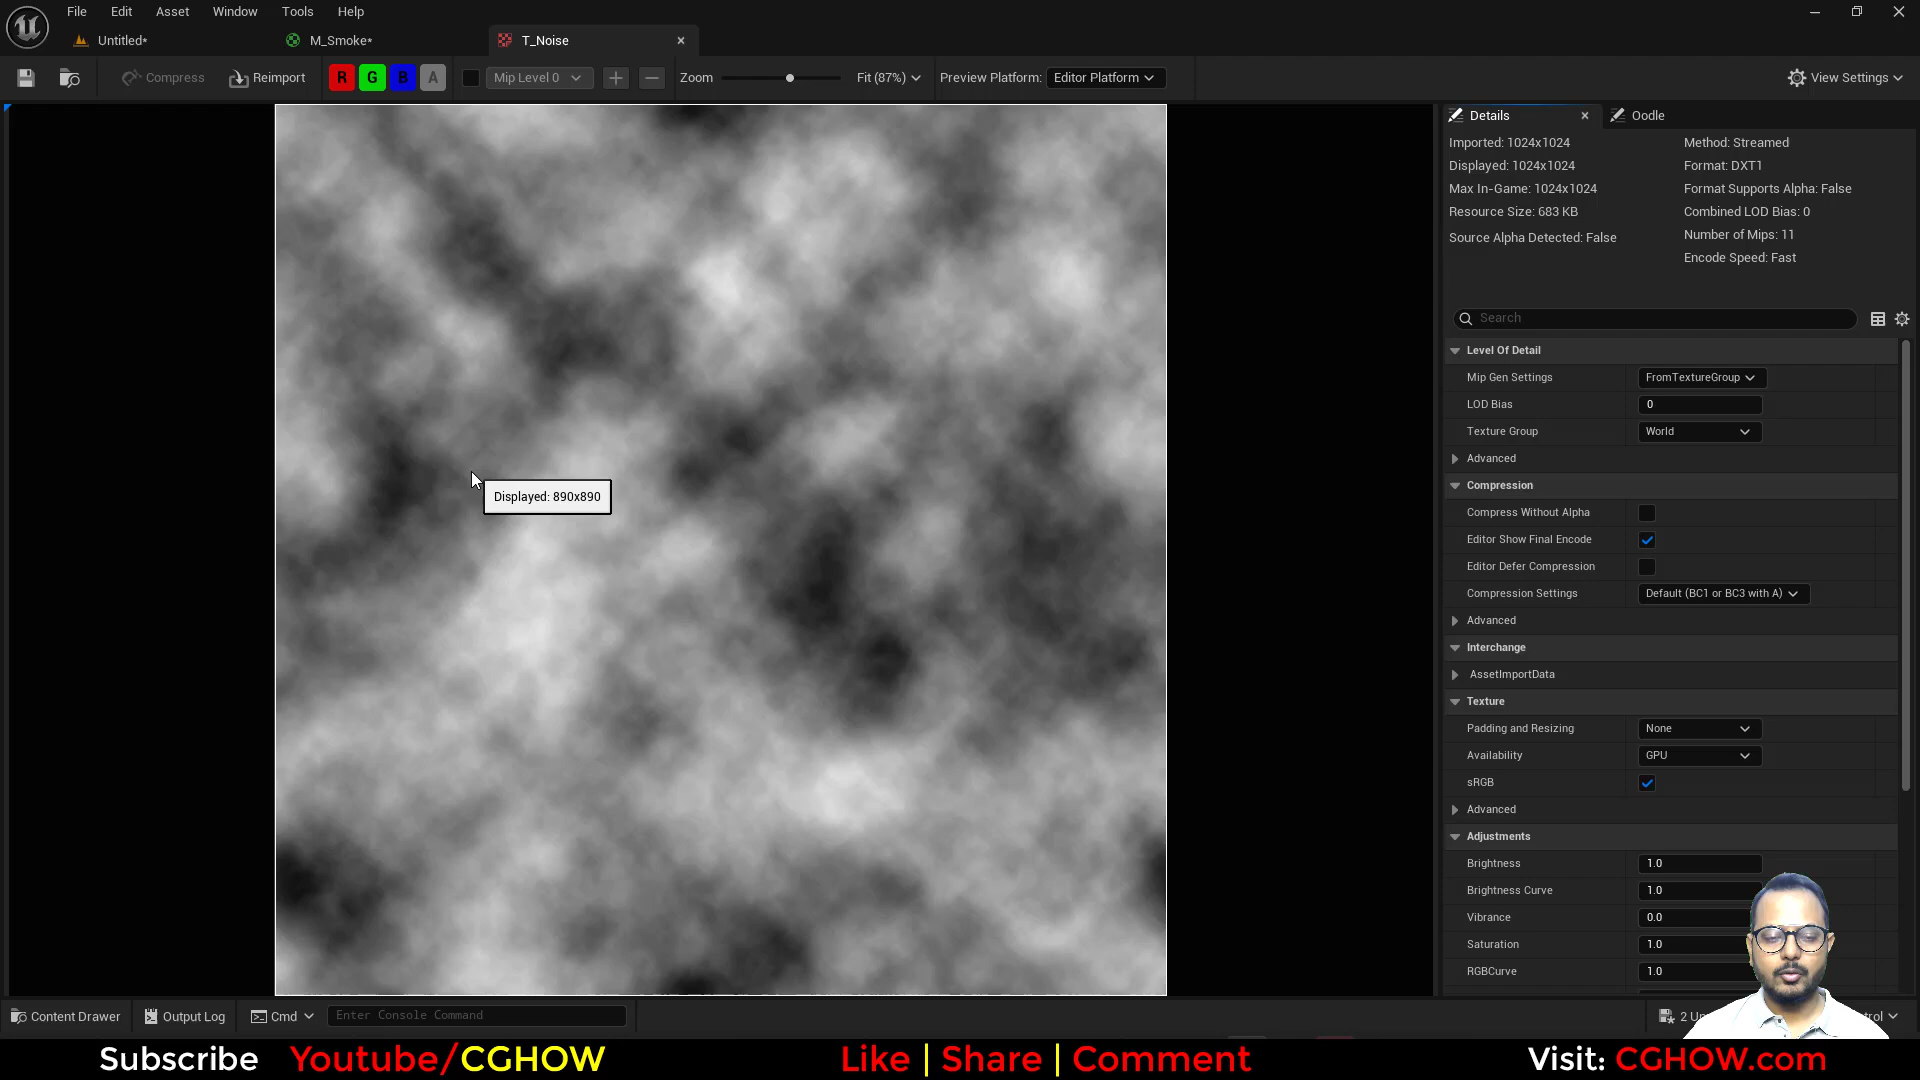 File Edit Asset Window Tools Help
Untitled* M_Smoke* T_Noise
Compress Reimport R G B A Mip Level 0 Zoom Fit (87%) Preview Platform: Editor Platform View Settings
Details Oodle
Imported: 1024x1024 Method: Streamed
Displayed: 1024x1024 Format: DXT1
Max In-Game: 1024x1024 Format Supports Alpha: False
Resource Size: 683 KB Combined LOD Bias: 0
Source Alpha Detected: False Number of Mips: 11
Encode Speed: Fast
Search
Level Of Detail
Mip Gen Settings FromTextureGroup
LOD Bias 0
Texture Group World
Advanced
Compression
Displayed: 890x890
Compress Without Alpha
Editor Show Final Encode
Editor Defer Compression
Compression Settings Default (BC1 or BC3 with A)
Advanced
Interchange
AssetImportData
Texture
Padding and Resizing None
Availability GPU
sRGB
Advanced
Adjustments
Brightness 1.0
Brightness Curve 1.0
Vibrance 0.0
Saturation 1.0
RGBCurve 1.0
Content Drawer Output Log Cmd Enter Console Command 2
Subscribe Youtube/CGHOW Like | Share | Comment Visit: CGHOW.com